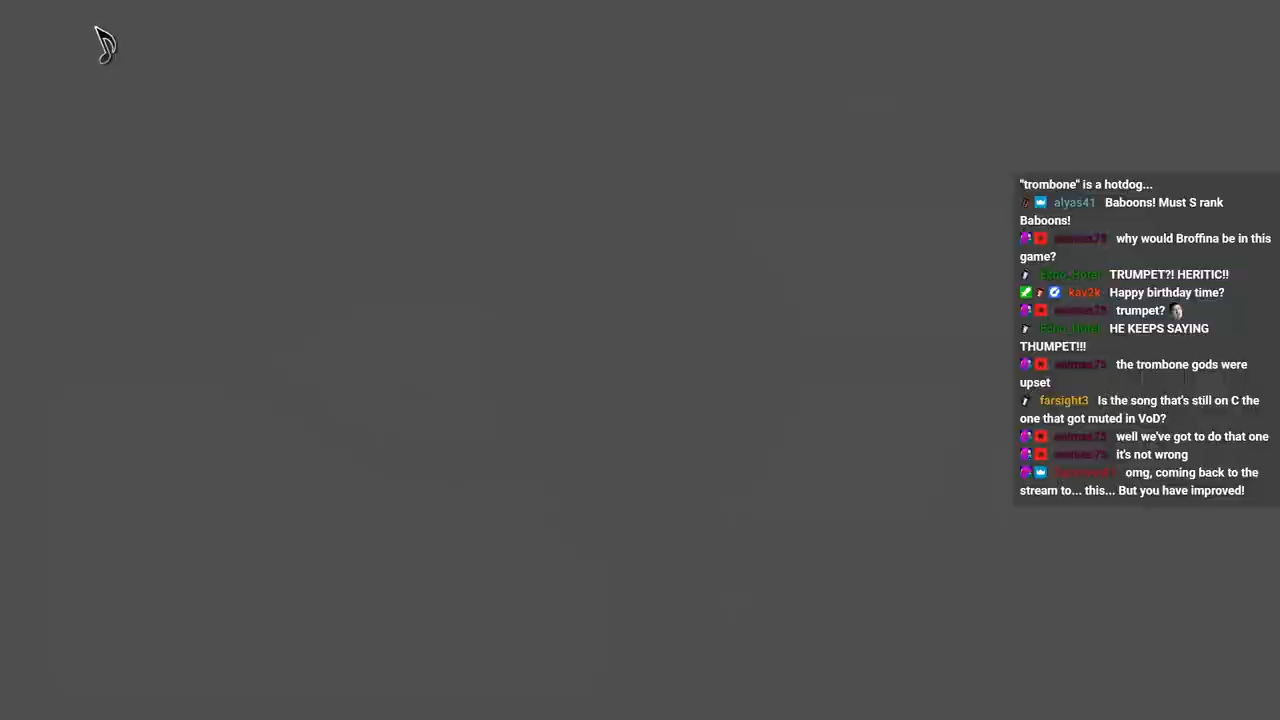 "trombone" is a hotdog...
alyas41 Baboons! Must S rank
Baboons!
why would Broffina be in this
game?
Echo_Hotel TRUMPET?! HERITIC!!
kav2k Happy birthday time?
trumpet?
Echo_Hotel HE KEEPS SAYING
THUMPET!!!
the trombone gods were
upset
farsight3 Is the song that's still on C the
one that got muted in VoD?
well we've got to do that one
it's not wrong
omg, coming back to the
stream to... this... But you have improved!